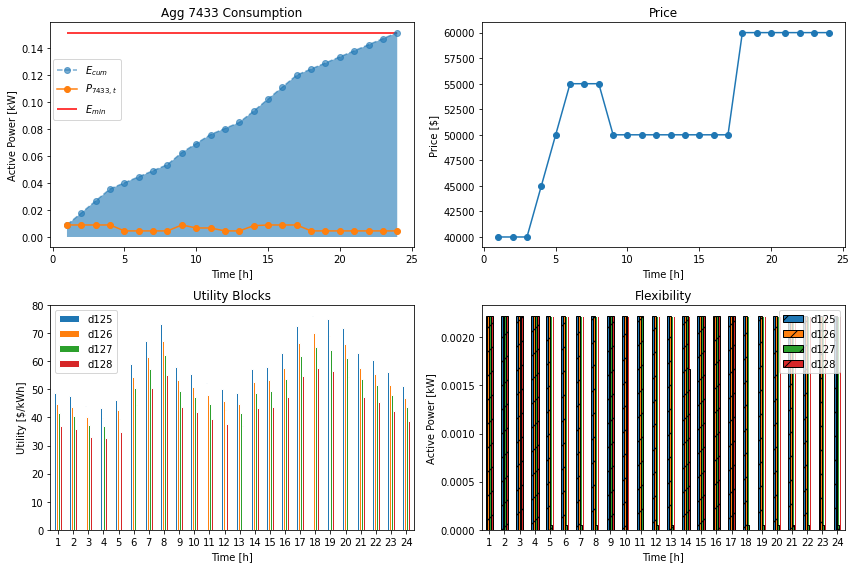 Agg 7433 Consumption
Active Power [kW]
0.14
0.12
0.10
0.08
0.06
0.04
0.02
0.00
E_cum
P_7433,t
E_min
0 5 10 15 20 25
Time [h]
Price
Price [$]
60000
57500
55000
52500
50000
47500
45000
42500
40000
0 5 10 15 20 25
Time [h]
Utility Blocks
Utility [$/kWh]
80
70
60
50
40
30
20
10
0
d125
d126
d127
d128
1 2 3 4 5 6 7 8 9 10 11 12 13 14 15 16 17 18 19 20 21 22 23 24
Time [h]
Flexibility
Active Power [kW]
0.0020
0.0015
0.0010
0.0005
0.0000
d125
d126
d127
d128
1 2 3 4 5 6 7 8 9 10 11 12 13 14 15 16 17 18 19 20 21 22 23 24
Time [h]